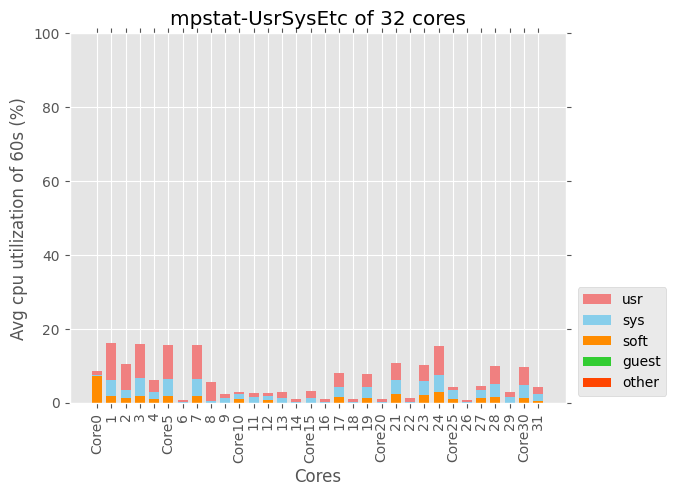 mpstat-UsrSysEtc of 32 cores
100
80
60
40
20
0
Avg cpu utilization of 60s (%)
Core0
1
2
3
4
Core5
6
7
8
9
Core10
11
12
13
14
Core15
16
17
18
19
Core20
21
22
23
24
Core25
26
27
28
29
Core30
31
Cores
usr
sys
soft
guest
other